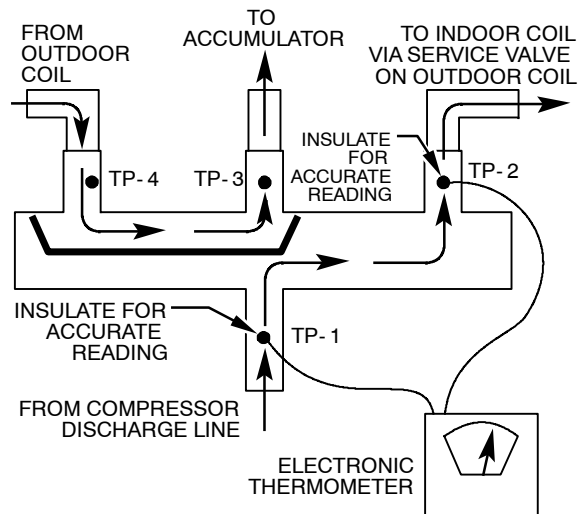 FROM
OUTDOOR
COIL
TO
ACCUMULATOR
TO INDOOR COIL
VIA SERVICE VALVE
ON OUTDOOR COIL
INSULATE
FOR
ACCURATE
READING
TP-4
TP-3
TP-2
INSULATE FOR
ACCURATE
READING
TP-1
FROM COMPRESSOR
DISCHARGE LINE
ELECTRONIC
THERMOMETER